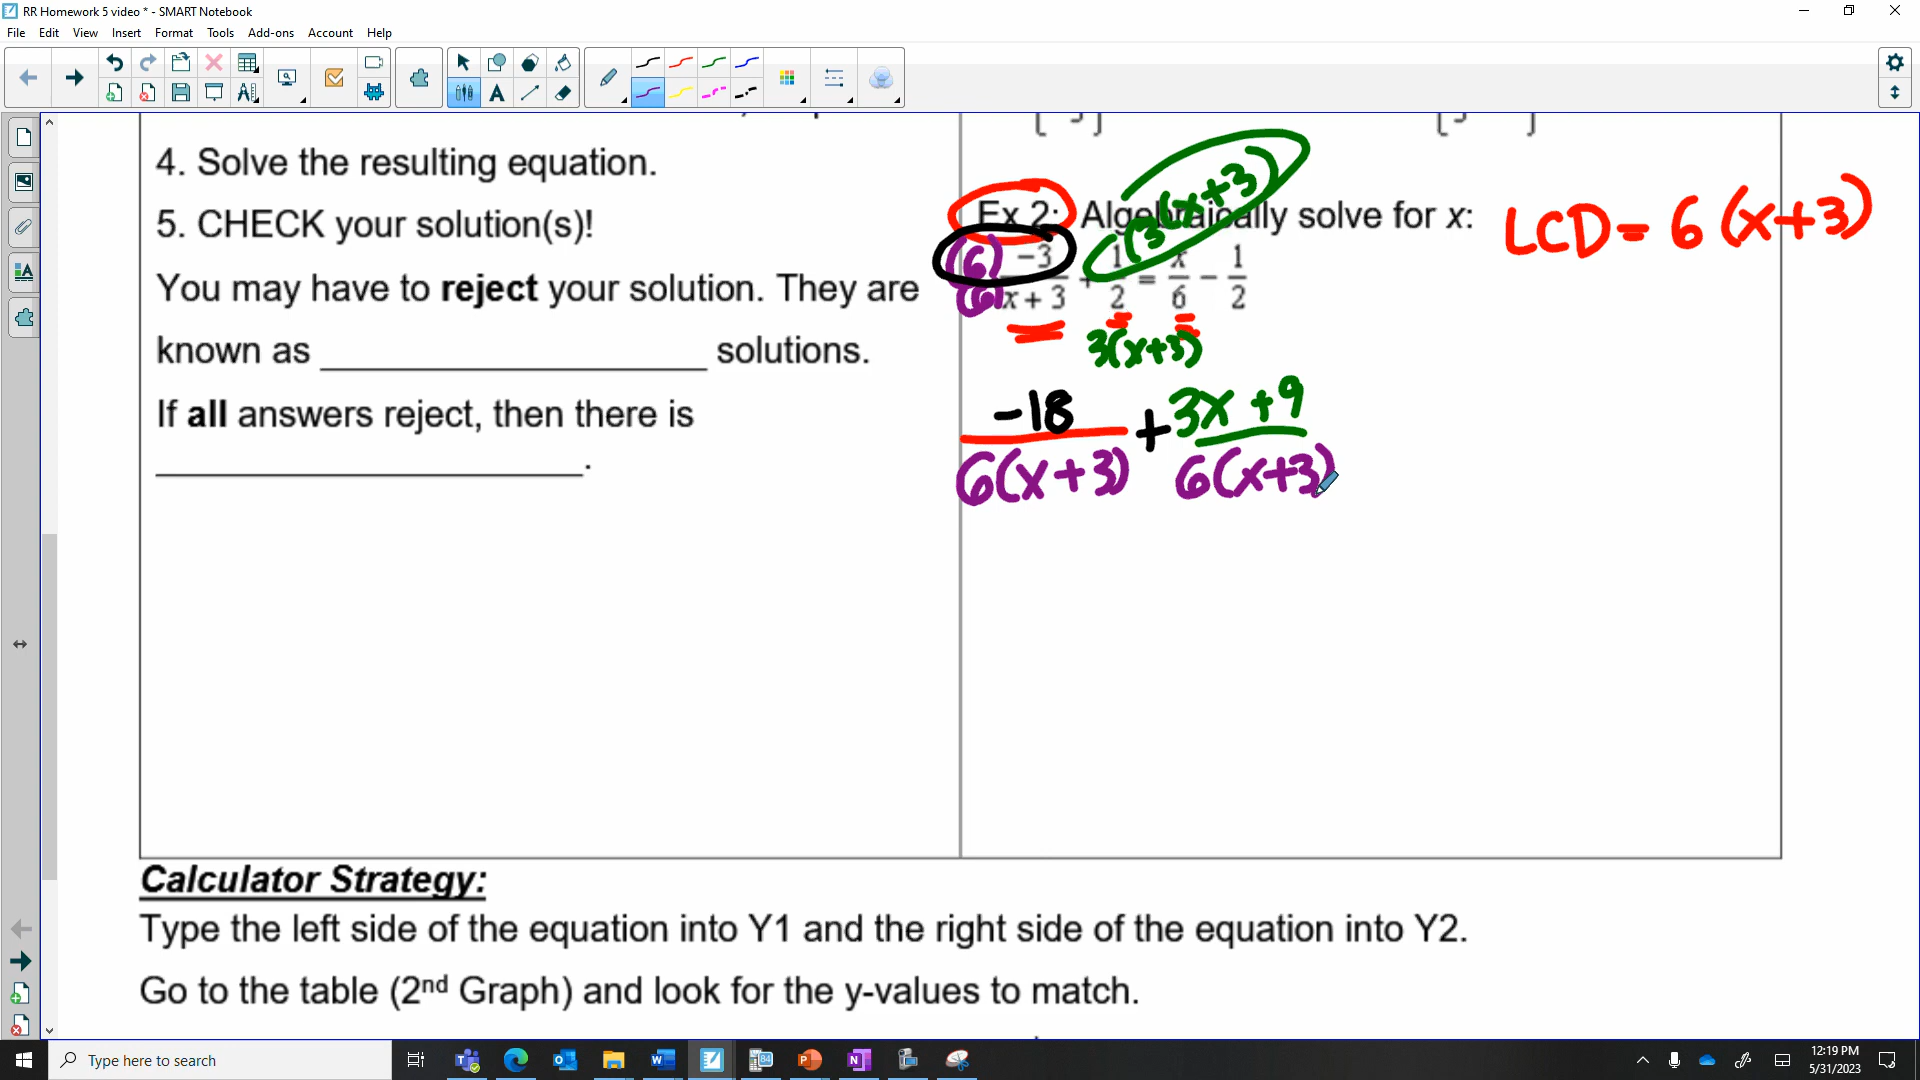 RR Homework 5 video * - SMART Notebook
File Edit View Insert Format Tools Add-ons Account Help
4. Solve the resulting equation.
5. CHECK your solution(s)!
You may have to reject your solution. They are
known as ____________________ solutions.
If all answers reject, then there is
______________________.
Ex 2: Algebraically solve for x:
LCD = 6 (x+3)
(6) -3 / (6) x + 3 + 1 (3(x+3)) / 2 3(x+3) = x / 6 - 1 / 2
-18 / 6(x+3) + 3x + 9 / 6(x+3)
Calculator Strategy:
Type the left side of the equation into Y1 and the right side of the equation into Y2.
Go to the table (2nd Graph) and look for the y-values to match.
Type here to search
12:19 PM
5/31/2023